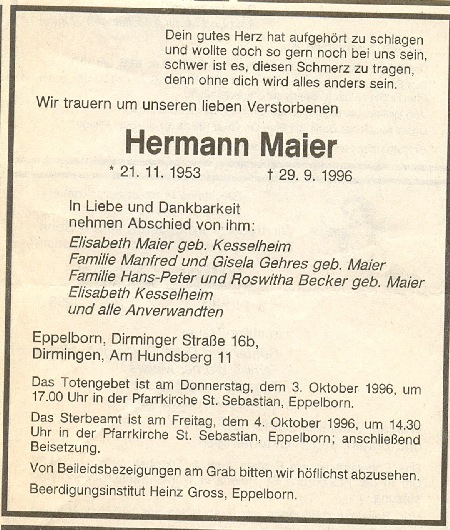 Dein gutes Herz hat aufgehört zu schlagen
und wollte doch so gern noch bei uns sein,
schwer ist es, diesen Schmerz zu tragen,
denn ohne dich wird alles anders sein.
Wir trauern um unseren lieben Verstorbenen
Hermann Maier
* 21. 11. 1953 † 29. 9. 1996
In Liebe und Dankbarkeit
nehmen Abschied von ihm:
Elisabeth Maier geb. Kesselheim
Familie Manfred und Gisela Gehres geb. Maier
Familie Hans-Peter und Roswitha Becker geb. Maier
Elisabeth Kesselheim
und alle Anverwandten
Eppelborn, Dirminger Straße 16b,
Dirmingen, Am Hundsberg 11
Das Totengebet ist am Donnerstag, dem 3. Oktober 1996, um
17.00 Uhr in der Pfarrkirche St. Sebastian, Eppelborn.
Das Sterbeamt ist am Freitag, dem 4. Oktober 1996, um 14.30
Uhr in der Pfarrkirche St. Sebastian, Eppelborn; anschließend
Beisetzung.
Von Beileidsbezeigungen am Grab bitten wir höflichst abzusehen.
Beerdigungsinstitut Heinz Gross, Eppelborn.